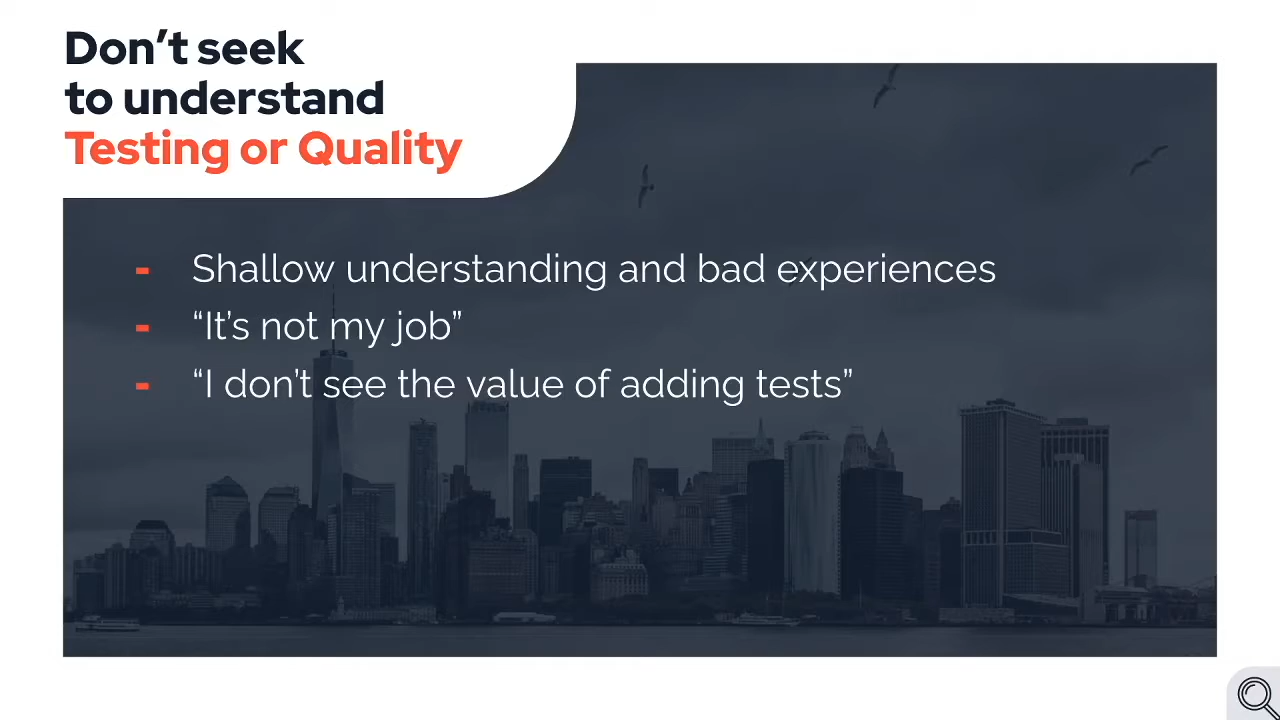 Don’t seek
to understand
Testing or Quality
- Shallow understanding and bad experiences
- “It’s not my job”
- “I don’t see the value of adding tests”